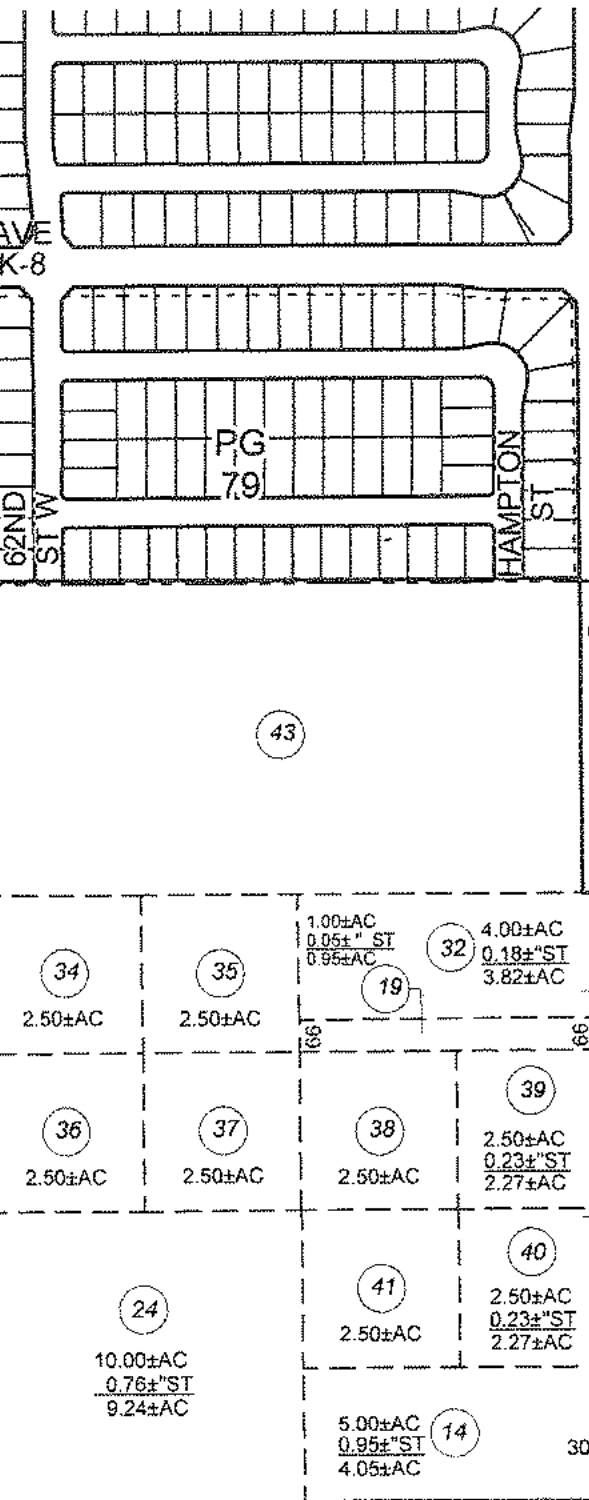 AVE
K-8
PG
79
62ND
ST W
HAMPTON
ST
43
1.00±AC
0.05±" ST
0.95±AC
32
4.00±AC
0.18±"ST
3.82±AC
34
2.50±AC
35
2.50±AC
19
66
66
36
2.50±AC
37
2.50±AC
38
2.50±AC
39
2.50±AC
0.23±"ST
2.27±AC
24
10.00±AC
0.76±"ST
9.24±AC
41
2.50±AC
40
2.50±AC
0.23±"ST
2.27±AC
5.00±AC
0.95±"ST
4.05±AC
14
30